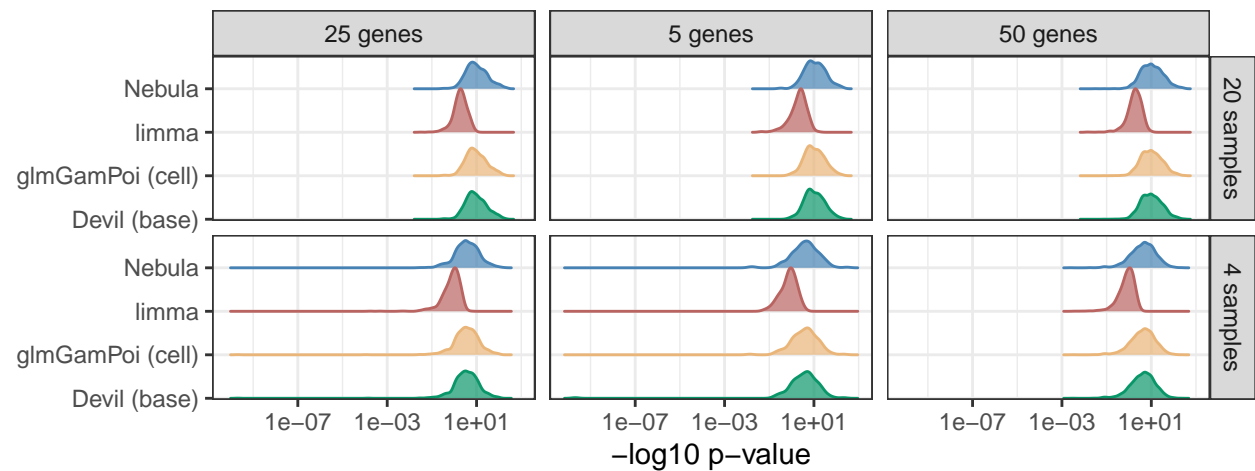 25 genes
5 genes
50 genes
Nebula
limma
glmGamPoi (cell)
Devil (base)
20 samples
Nebula
limma
glmGamPoi (cell)
Devil (base)
4 samples
1e−07
1e−03
1e+01
1e−07
1e−03
1e+01
1e−07
1e−03
1e+01
−log10 p−value